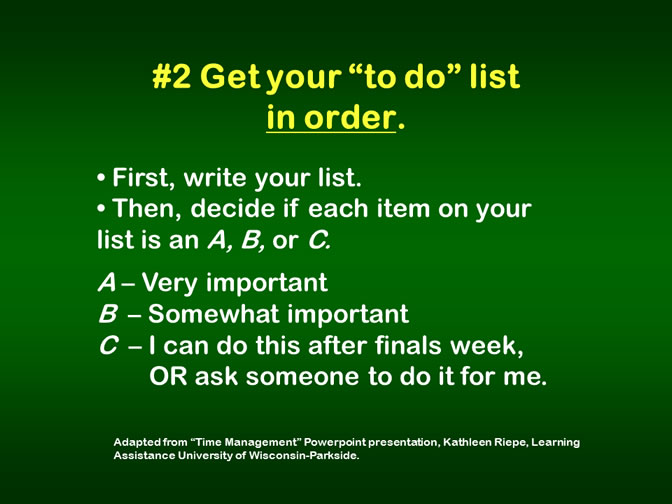 #2 Get your “to do” list
in order.
• First, write your list.
• Then, decide if each item on your
list is an A, B, or C.
A – Very important
B – Somewhat important
C – I can do this after finals week,
OR ask someone to do it for me.
Adapted from “Time Management” Powerpoint presentation, Kathleen Riepe, Learning
Assistance University of Wisconsin-Parkside.